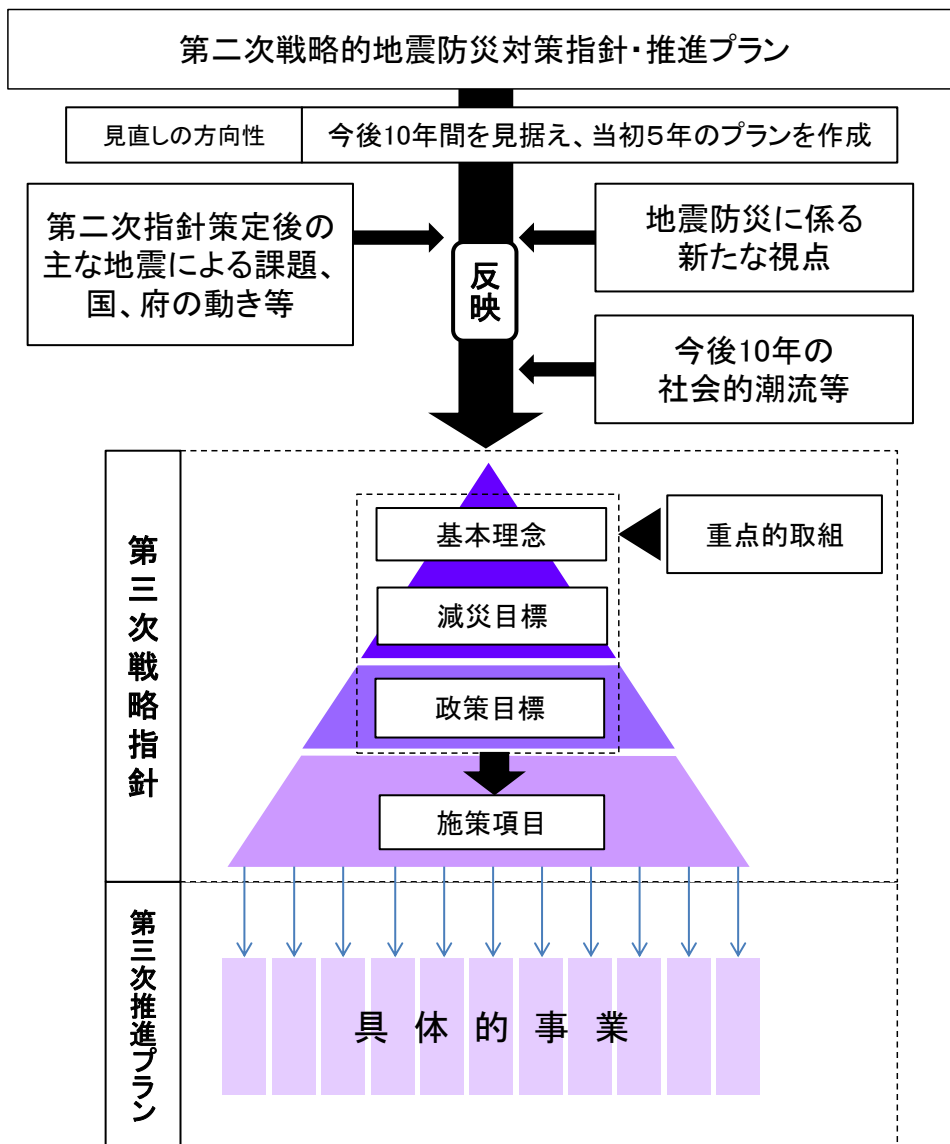 第二次戦略的地震防災対策指針・推進プラン
見直しの方向性
今後10年間を見据え、当初５年のプランを作成
第二次指針策定後の
主な地震による課題、
国、府の動き等
地震防災に係る
新たな視点
反映
今後10年の
社会的潮流等
第三次戦略指針
基本理念
重点的取組
減災目標
政策目標
施策項目
第三次推進プラン
具体的事業